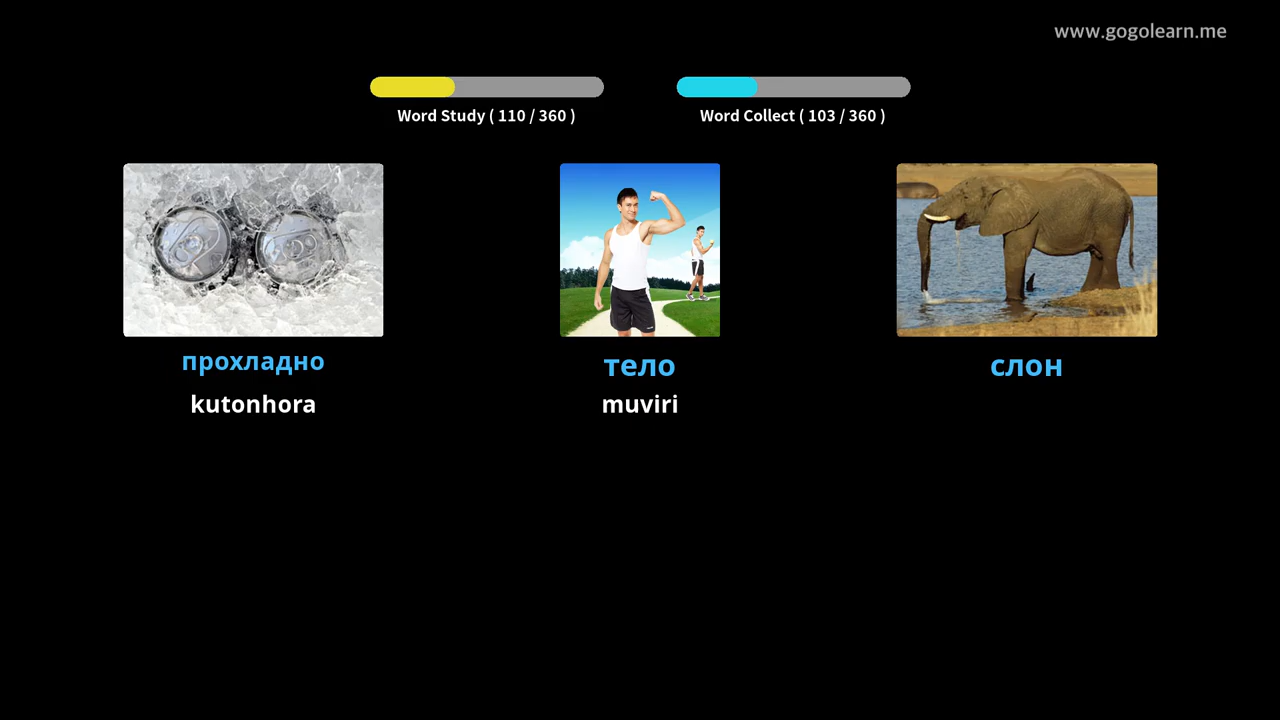 www.gogolearn.me
Word Study ( 110 / 360 )
Word Collect ( 103 / 360 )
прохладно
kutonhora
тело
muviri
слон